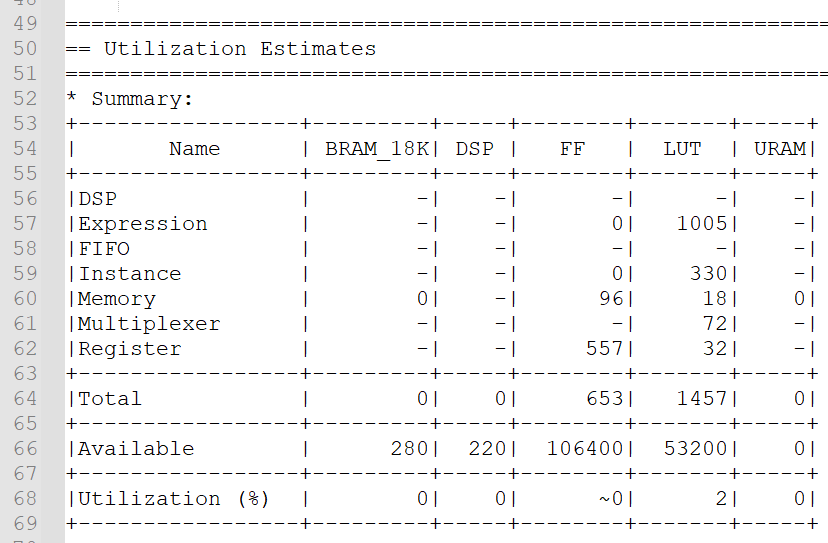 49 ===========================================================
50 == Utilization Estimates
51 ===========================================================
52 * Summary:
53 +-----------------+---------+-----+--------+-------+-----+
54 |       Name      | BRAM_18K| DSP |   FF   |  LUT  | URAM|
55 +-----------------+---------+-----+--------+-------+-----+
56 |DSP              |        -|    -|       -|      -|    -|
57 |Expression       |        -|    -|       0|   1005|    -|
58 |FIFO             |        -|    -|       -|      -|    -|
59 |Instance         |        -|    -|       0|    330|    -|
60 |Memory           |        0|    -|      96|     18|    0|
61 |Multiplexer      |        -|    -|       -|     72|    -|
62 |Register         |        -|    -|     557|     32|    -|
63 +-----------------+---------+-----+--------+-------+-----+
64 |Total            |        0|    0|     653|   1457|    0|
65 +-----------------+---------+-----+--------+-------+-----+
66 |Available        |      280|  220|  106400|  53200|    0|
67 +-----------------+---------+-----+--------+-------+-----+
68 |Utilization (%)  |        0|    0|      ~0|      2|    0|
69 +-----------------+---------+-----+--------+-------+-----+